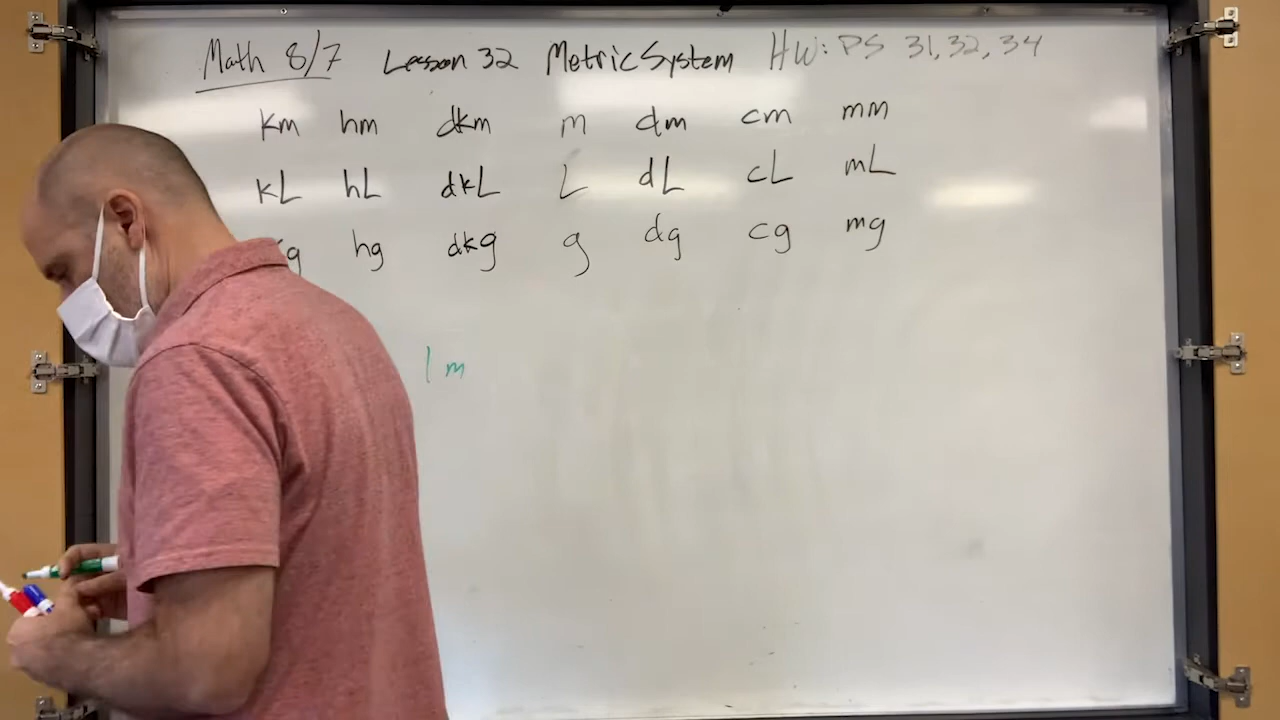 Math 8/7 Lesson 32 Metric System HW: PS 31, 32, 34
km hm dkm m dm cm mm
kL hL dkL L dL cL mL
hg dkg g dg cg mg
1 m